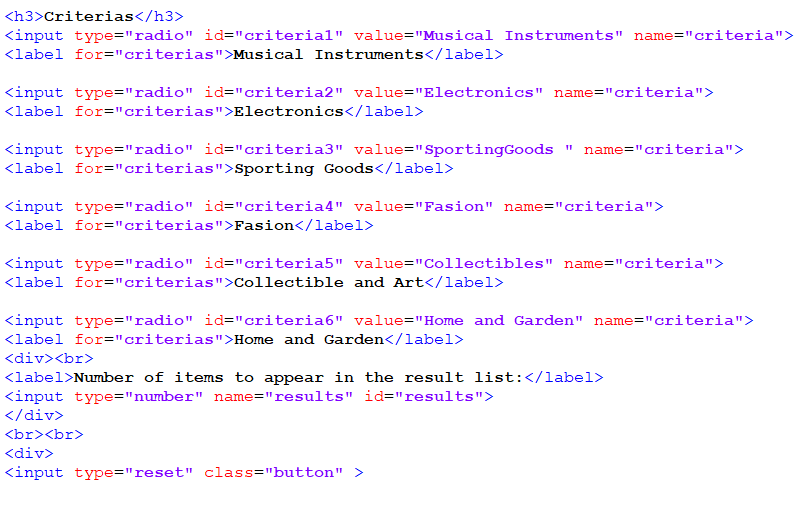 <h3>Criterias</h3>
<input type="radio" id="criteria1" value="Musical Instruments" name="criteria">
<label for="criterias">Musical Instruments</label>
<input type="radio" id="criteria2" value="Electronics" name="criteria">
<label for="criterias">Electronics</label>
<input type="radio" id="criteria3" value="SportingGoods " name="criteria">
<label for="criterias">Sporting Goods</label>
<input type="radio" id="criteria4" value="Fasion" name="criteria">
<label for="criterias">Fasion</label>
<input type="radio" id="criteria5" value="Collectibles" name="criteria">
<label for="criterias">Collectible and Art</label>
<input type="radio" id="criteria6" value="Home and Garden" name="criteria">
<label for="criterias">Home and Garden</label>
<div><br>
<label>Number of items to appear in the result list:</label>
<input type="number" name="results" id="results">
</div>
<br><br>
<div>
<input type="reset" class="button" >